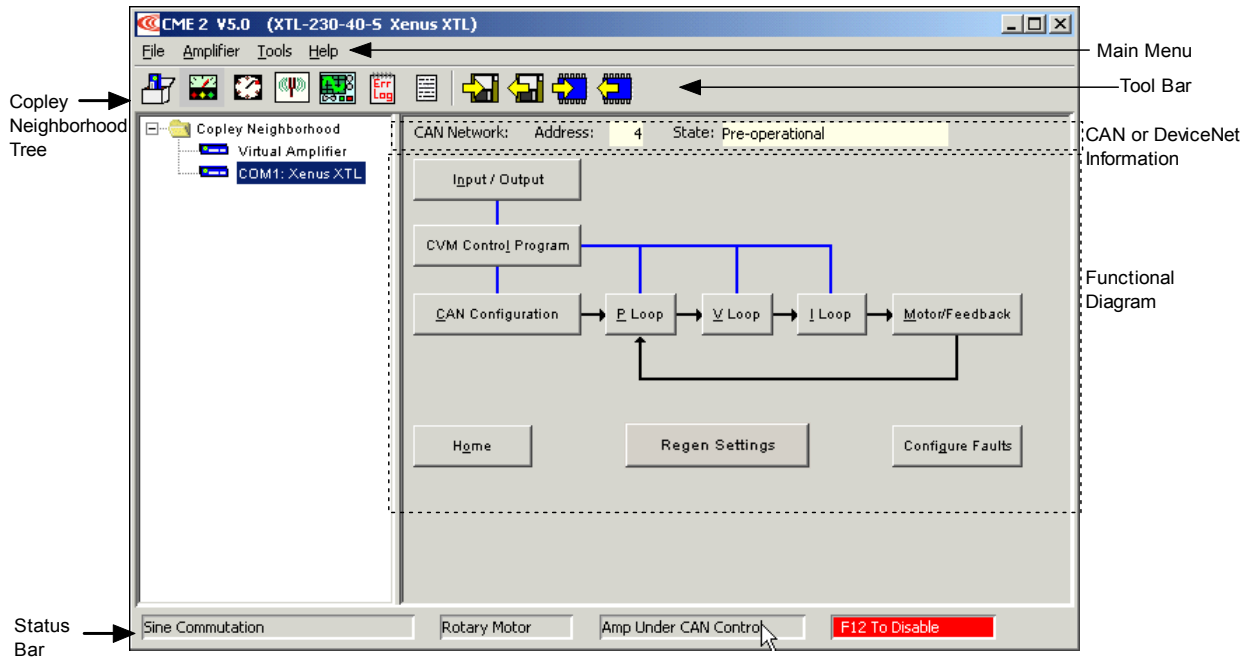 CME 2 V5.0 (XTL-230-40-S Xenus XTL)
File Amplifier Tools Help
Main Menu
Err Log
Tool Bar
Copley
Neighborhood
Tree
Copley Neighborhood
Virtual Amplifier
COM1: Xenus XTL
CAN Network: Address: 4 State: Pre-operational
CAN or DeviceNet
Information
Input / Output
CVM Control Program
CAN Configuration
P Loop
V Loop
I Loop
Motor/Feedback
Functional
Diagram
Home
Regen Settings
Configure Faults
Status
Bar
Sine Commutation
Rotary Motor
Amp Under CAN Control
F12 To Disable